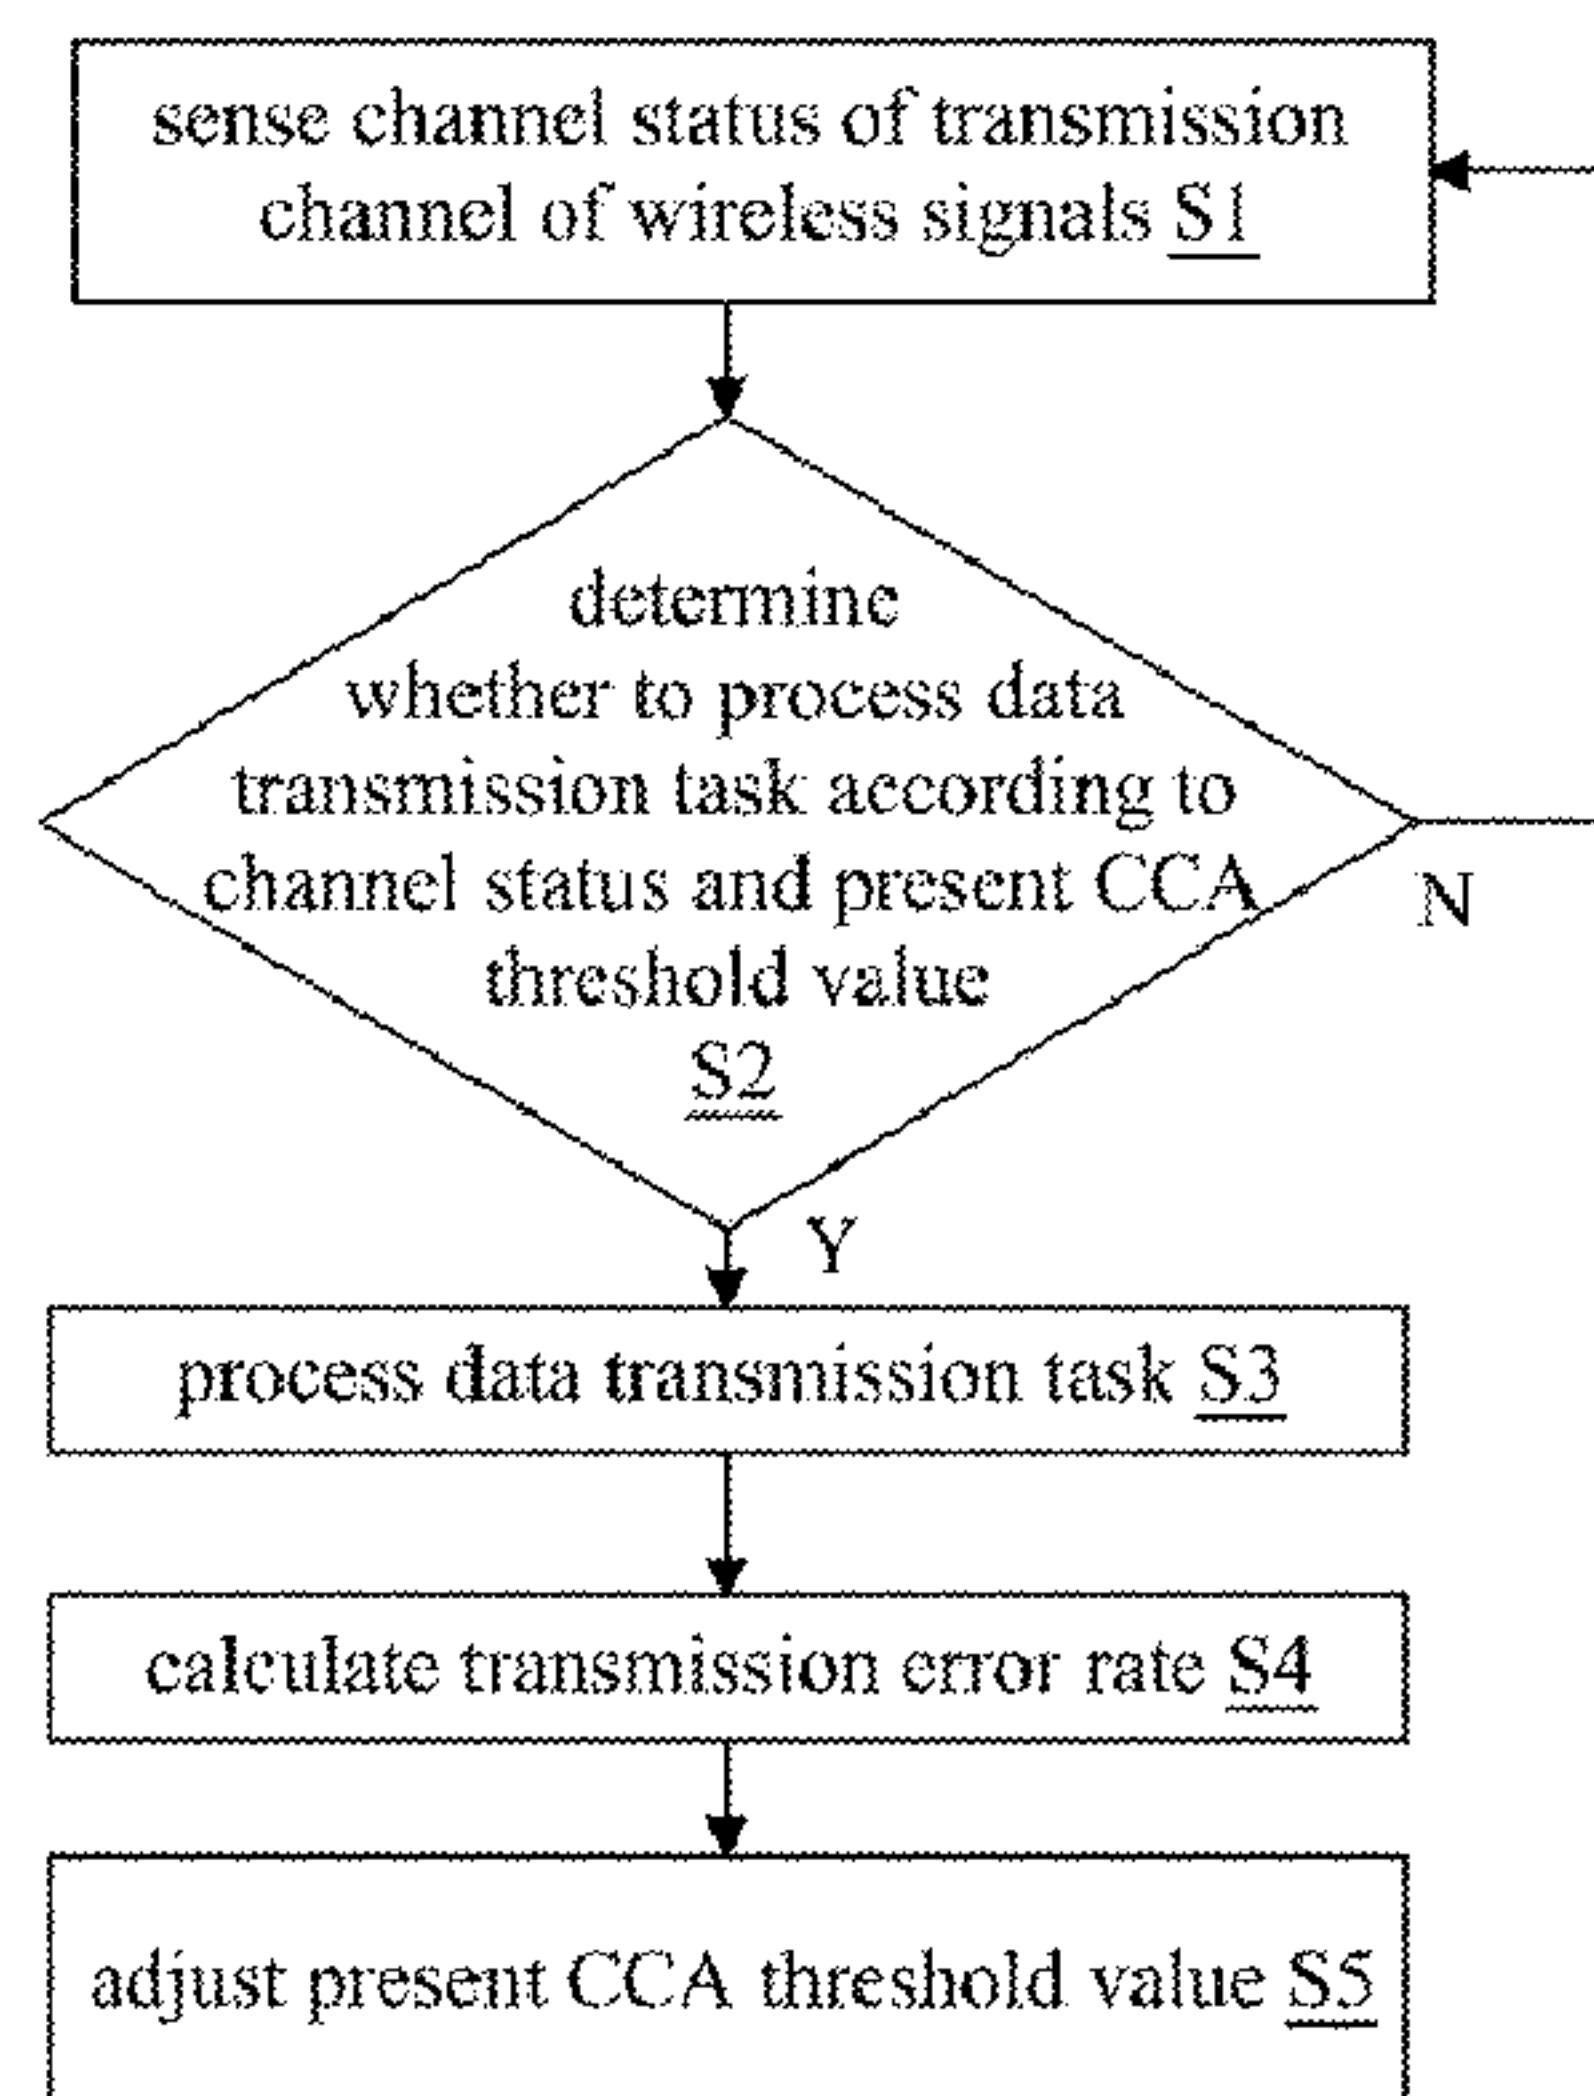 sense channel status of transmission
channel of wireless signals S1
determine
whether to process data
transmission task according to
channel status and present CCA
threshold value
S2
N
Y
process data transmission task S3
calculate transmission error rate S4
adjust present CCA threshold value S5